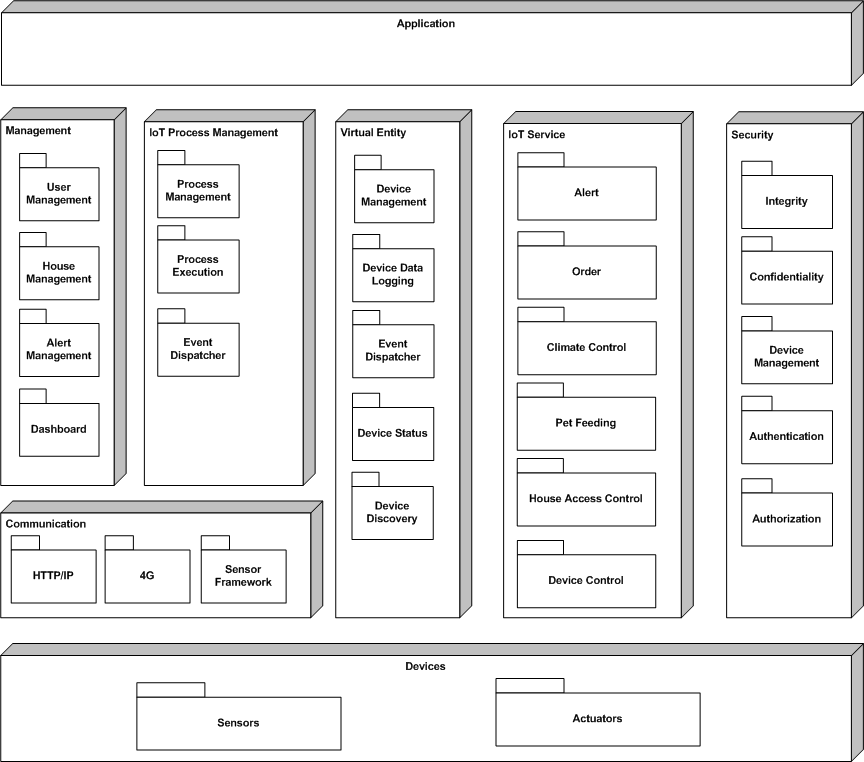 Application
Management
User
Management
House
Management
Alert
Management
Dashboard
IoT Process Management
Process
Management
Process
Execution
Event
Dispatcher
Virtual Entity
Device
Management
Device Data
Logging
Event
Dispatcher
Device Status
Device
Discovery
IoT Service
Alert
Order
Climate Control
Pet Feeding
House Access Control
Device Control
Security
Integrity
Confidentiality
Device
Management
Authentication
Authorization
Communication
HTTP/IP
4G
Sensor
Framework
Devices
Sensors
Actuators